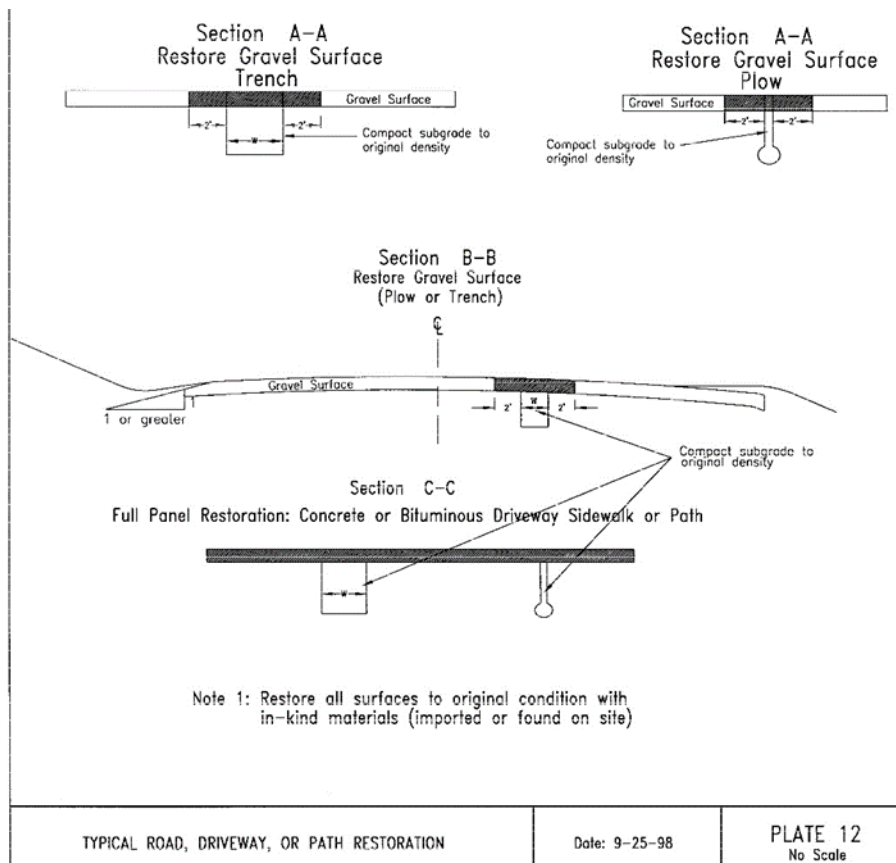 Section A-A
Restore Gravel Surface
Trench
Gravel Surface
2'
W
2'
Compact subgrade to
original density
Section A-A
Restore Gravel Surface
Plow
Gravel Surface
2'
2'
Compact subgrade to
original density
Section B-B
Restore Gravel Surface
(Plow or Trench)
℄
Gravel Surface
1
1 or greater
2'
W
2'
Compact subgrade to
original density
Section C-C
Full Panel Restoration: Concrete or Bituminous Driveway Sidewalk or Path
W
Note 1: Restore all surfaces to original condition with
in-kind materials (imported or found on site)
TYPICAL ROAD, DRIVEWAY, OR PATH RESTORATION
Date: 9-25-98
PLATE 12
No Scale